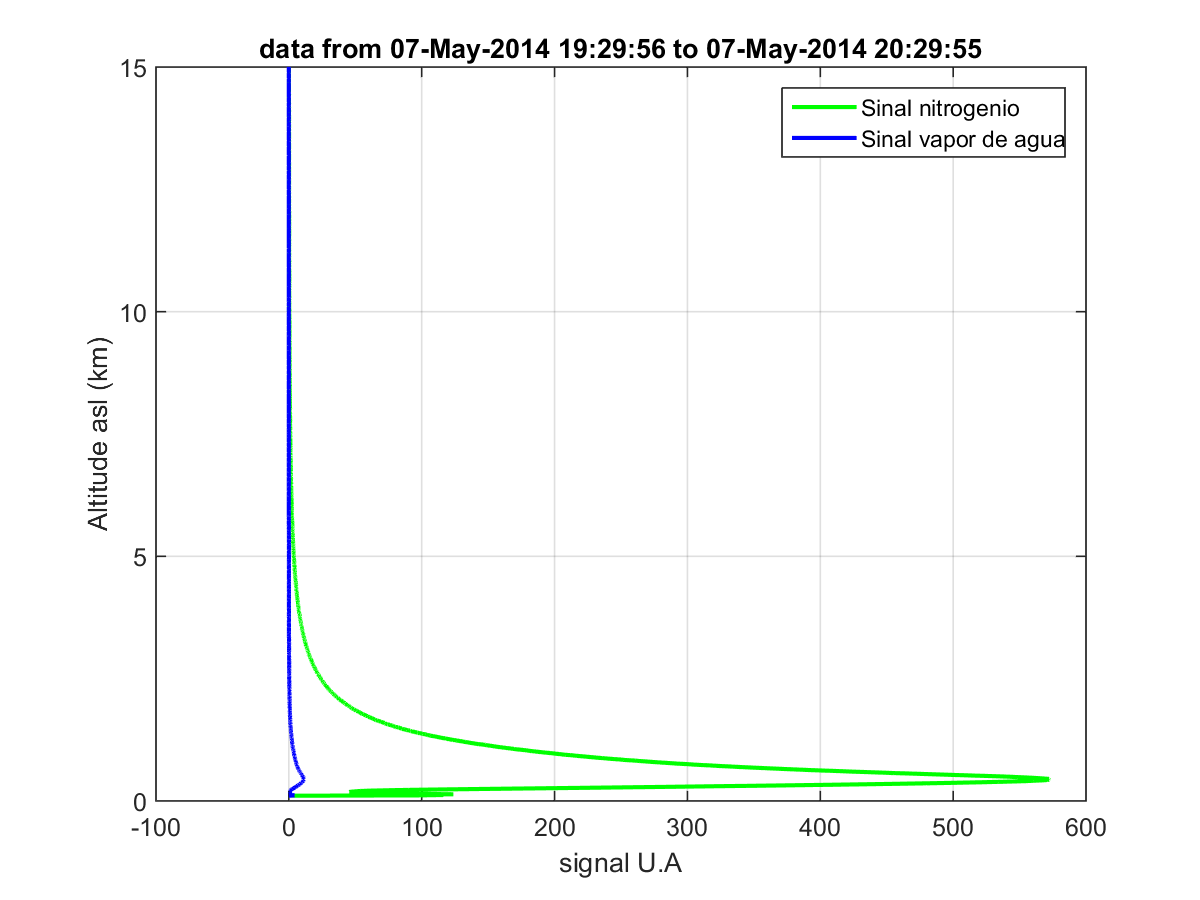 data from 07-May-2014 19:29:56 to 07-May-2014 20:29:55
Sinal nitrogenio
Sinal vapor de agua
15
10
5
0
Altitude asl (km)
-100 0 100 200 300 400 500 600
signal U.A